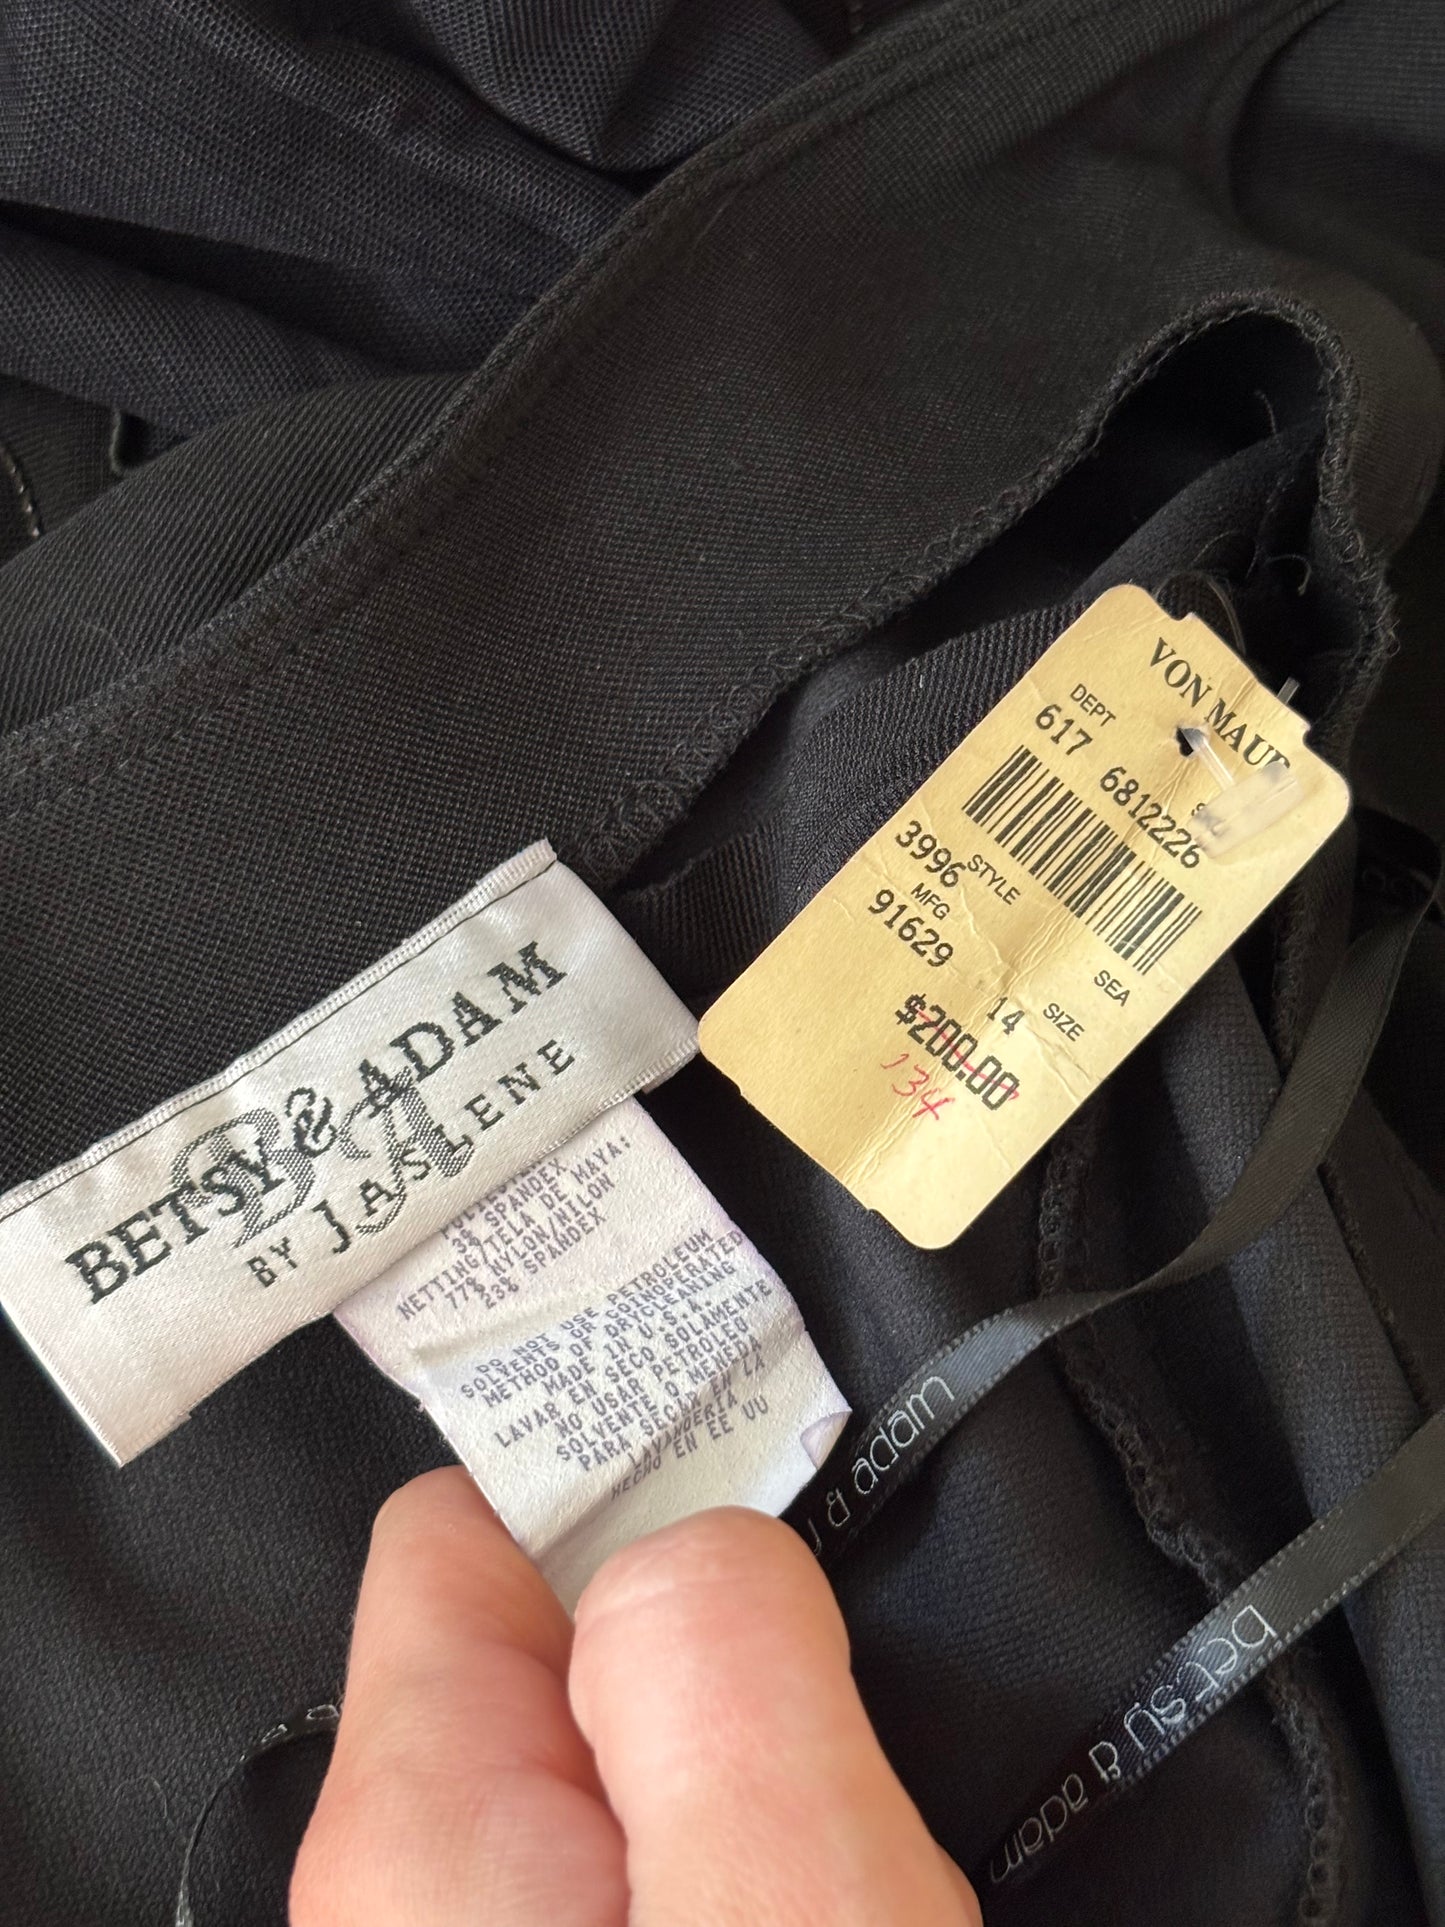 VON MAUR
DEPT
617 6812226
3996 STYLE
MFG
91629
SEA
14 SIZE
$200.00
134
BETSY & ADAM
BY JASLENE
3% SPANDEX
NETTING/TELA DE MAYA:
77% NYLON/NILON
23% SPANDEX
DO NOT USE PETROLEUM
SOLVENTS OR COINOPERATED
METHOD OF DRYCLEANING
MADE IN U.S.A.
LAVAR EN SECO SOLAMENTE
NO USAR PETROLEO
SOLVENTE O MENEDA
PARA SECAR EN LA
LAVANDERIA
HECHO EN EE UU
& adam
betsy & adam